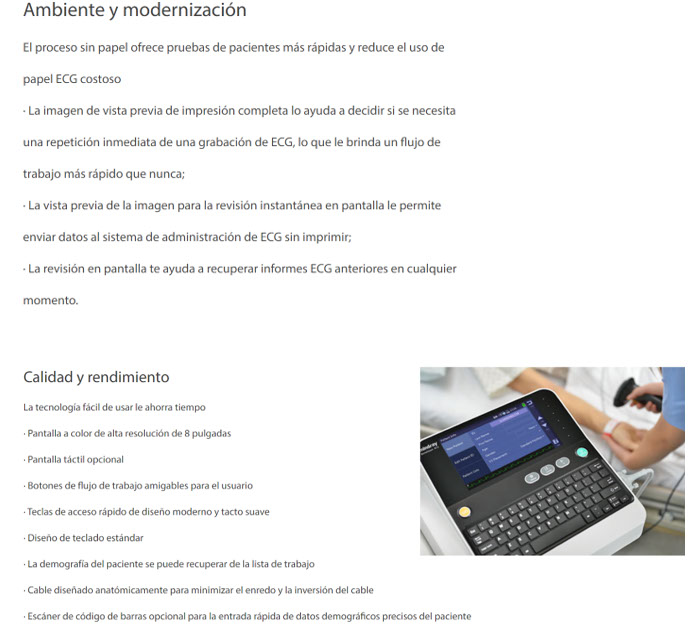 Ambiente y modernización
El proceso sin papel ofrece pruebas de pacientes más rápidas y reduce el uso de
papel ECG costoso
· La imagen de vista previa de impresión completa lo ayuda a decidir si se necesita
una repetición inmediata de una grabación de ECG, lo que le brinda un flujo de
trabajo más rápido que nunca;
· La vista previa de la imagen para la revisión instantánea en pantalla le permite
enviar datos al sistema de administración de ECG sin imprimir;
· La revisión en pantalla te ayuda a recuperar informes ECG anteriores en cualquier
momento.
Calidad y rendimiento
La tecnología fácil de usar le ahorra tiempo
· Pantalla a color de alta resolución de 8 pulgadas
· Pantalla táctil opcional
· Botones de flujo de trabajo amigables para el usuario
· Teclas de acceso rápido de diseño moderno y tacto suave
· Diseño de teclado estándar
· La demografía del paciente se puede recuperar de la lista de trabajo
· Cable diseñado anatómicamente para minimizar el enredo y la inversión del cable
· Escáner de código de barras opcional para la entrada rápida de datos demográficos precisos del paciente